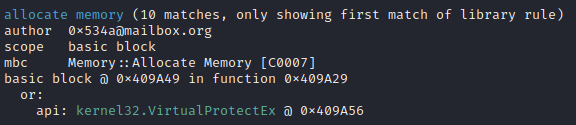 allocate memory (10 matches, only showing first match of library rule)
author 0×534a@mailbox.org
scope basic block
mbc Memory::Allocate Memory [C0007]
basic block @ 0×409A49 in function 0×409A29
or:
api: kernel32.VirtualProtectEx @ 0×409A56